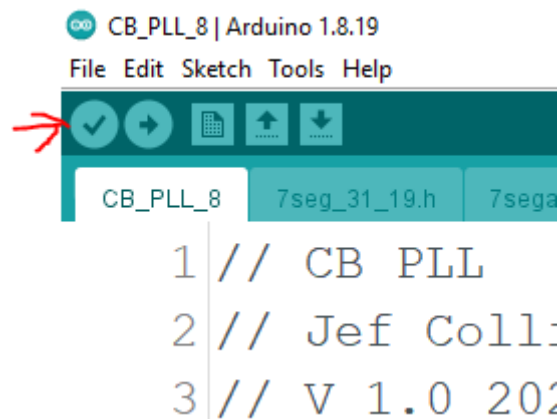 CB_PLL_8 | Arduino 1.8.19
File Edit Sketch Tools Help
CB_PLL_8 7seg_31_19.h 7sega
1 // CB PLL
2 // Jef Colli
3 // V 1.0 202